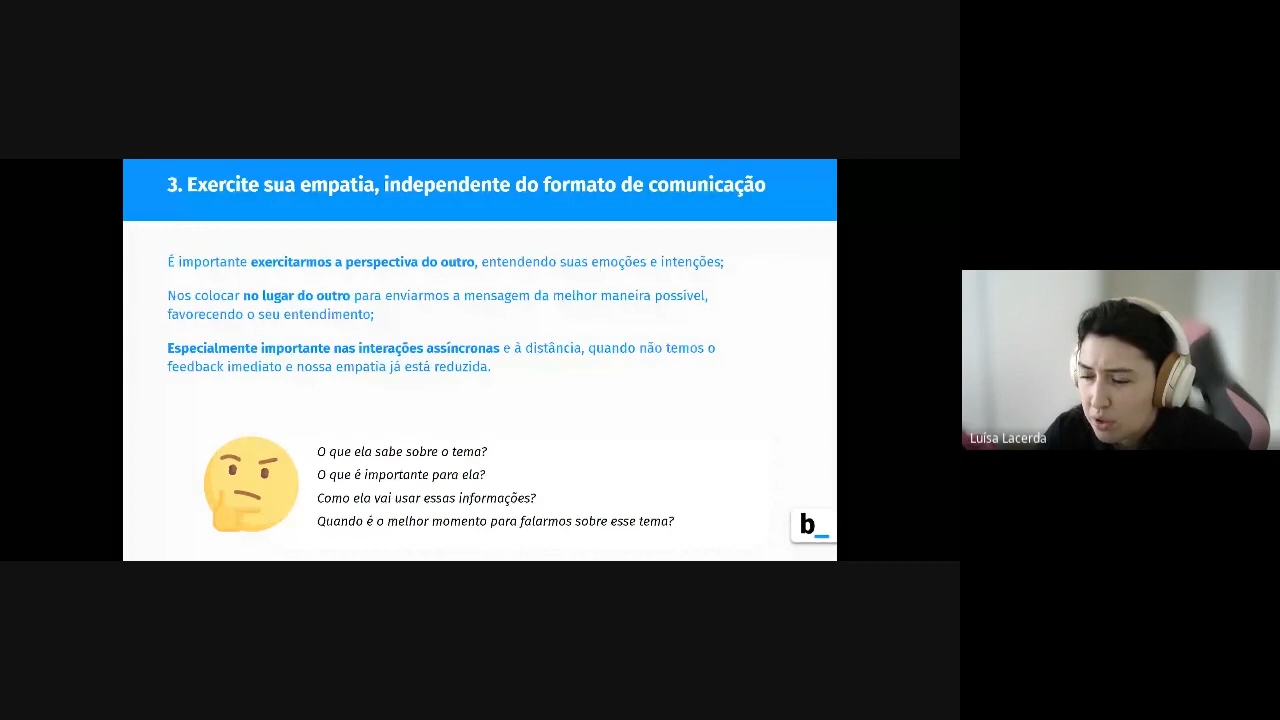 3. Exercite sua empatia, independente do formato de comunicação
É importante exercitarmos a perspectiva do outro, entendendo suas emoções e intenções;
Nos colocar no lugar do outro para enviarmos a mensagem da melhor maneira possível,
favorecendo o seu entendimento;
Especialmente importante nas interações assíncronas e à distância, quando não temos o
feedback imediato e nossa empatia já está reduzida.
O que ela sabe sobre o tema?
O que é importante para ela?
Como ela vai usar essas informações?
Quando é o melhor momento para falarmos sobre esse tema?
b_
Luísa Lacerda